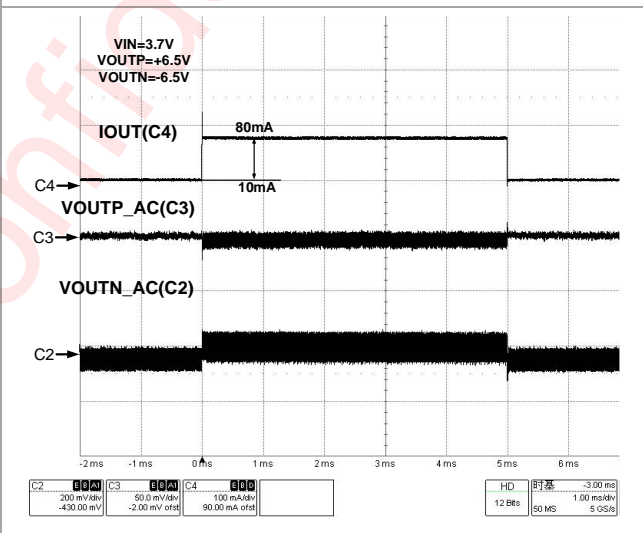 onfid
VIN=3.7V
VOUTP=+6.5V
VOUTN=-6.5V
IOUT(C4)
80mA
10mA
C4
VOUTP_AC(C3)
C3
VOUTN_AC(C2)
C2
-2 ms -1 ms 0 ms 1 ms 2 ms 3 ms 4 ms 5 ms 6 ms
C2 E B A1 C3 E B A1 C4 E B D HD 时基 -3.00 ms
200 mV/div 50.0 mV/div 100 mA/div 12 Bits 1.00 ms/div
-430.00 mV -2.00 mV ofst 90.00 mA ofst 50 MS 5 GS/s